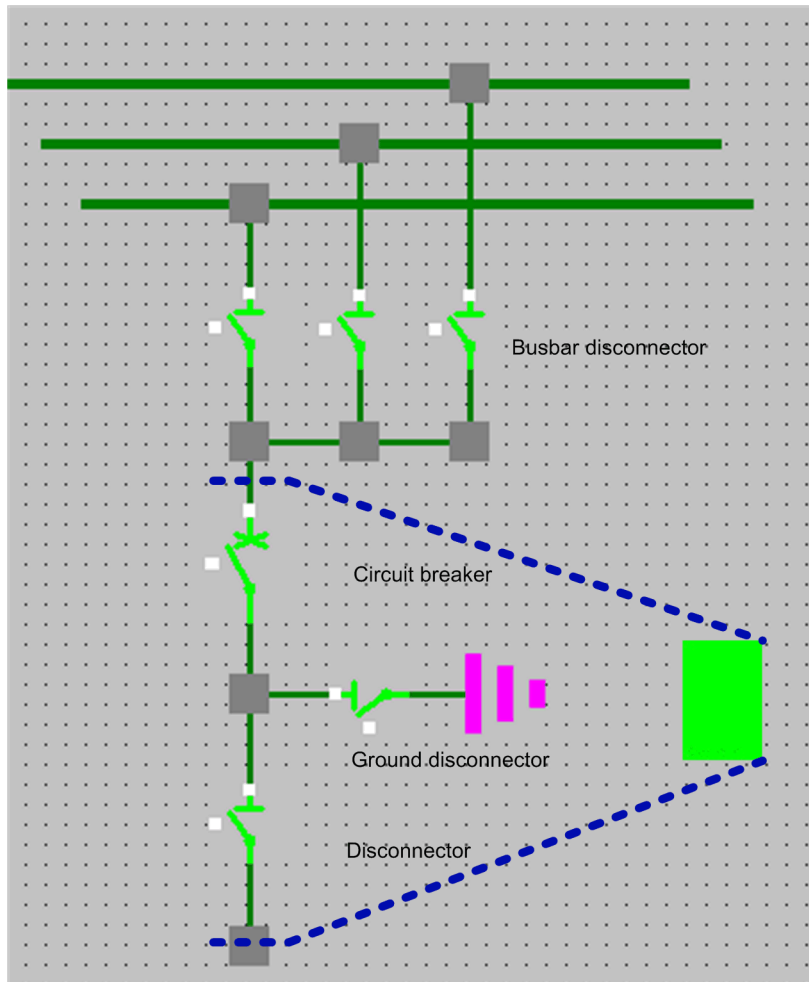 Busbar disconnector
Circuit breaker
Ground disconnector
Disconnector